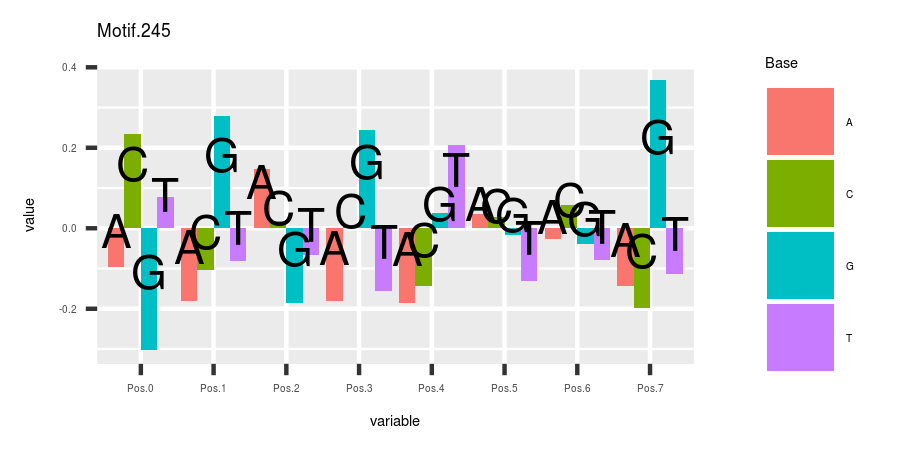 Motif.245
Base
0.4
0.2
0.0
-0.2
value
A C G T A C G T A C G T A C G T A C G T A C G T A C G T A C G T
A
C
G
T
Pos.0 Pos.1 Pos.2 Pos.3 Pos.4 Pos.5 Pos.6 Pos.7
variable